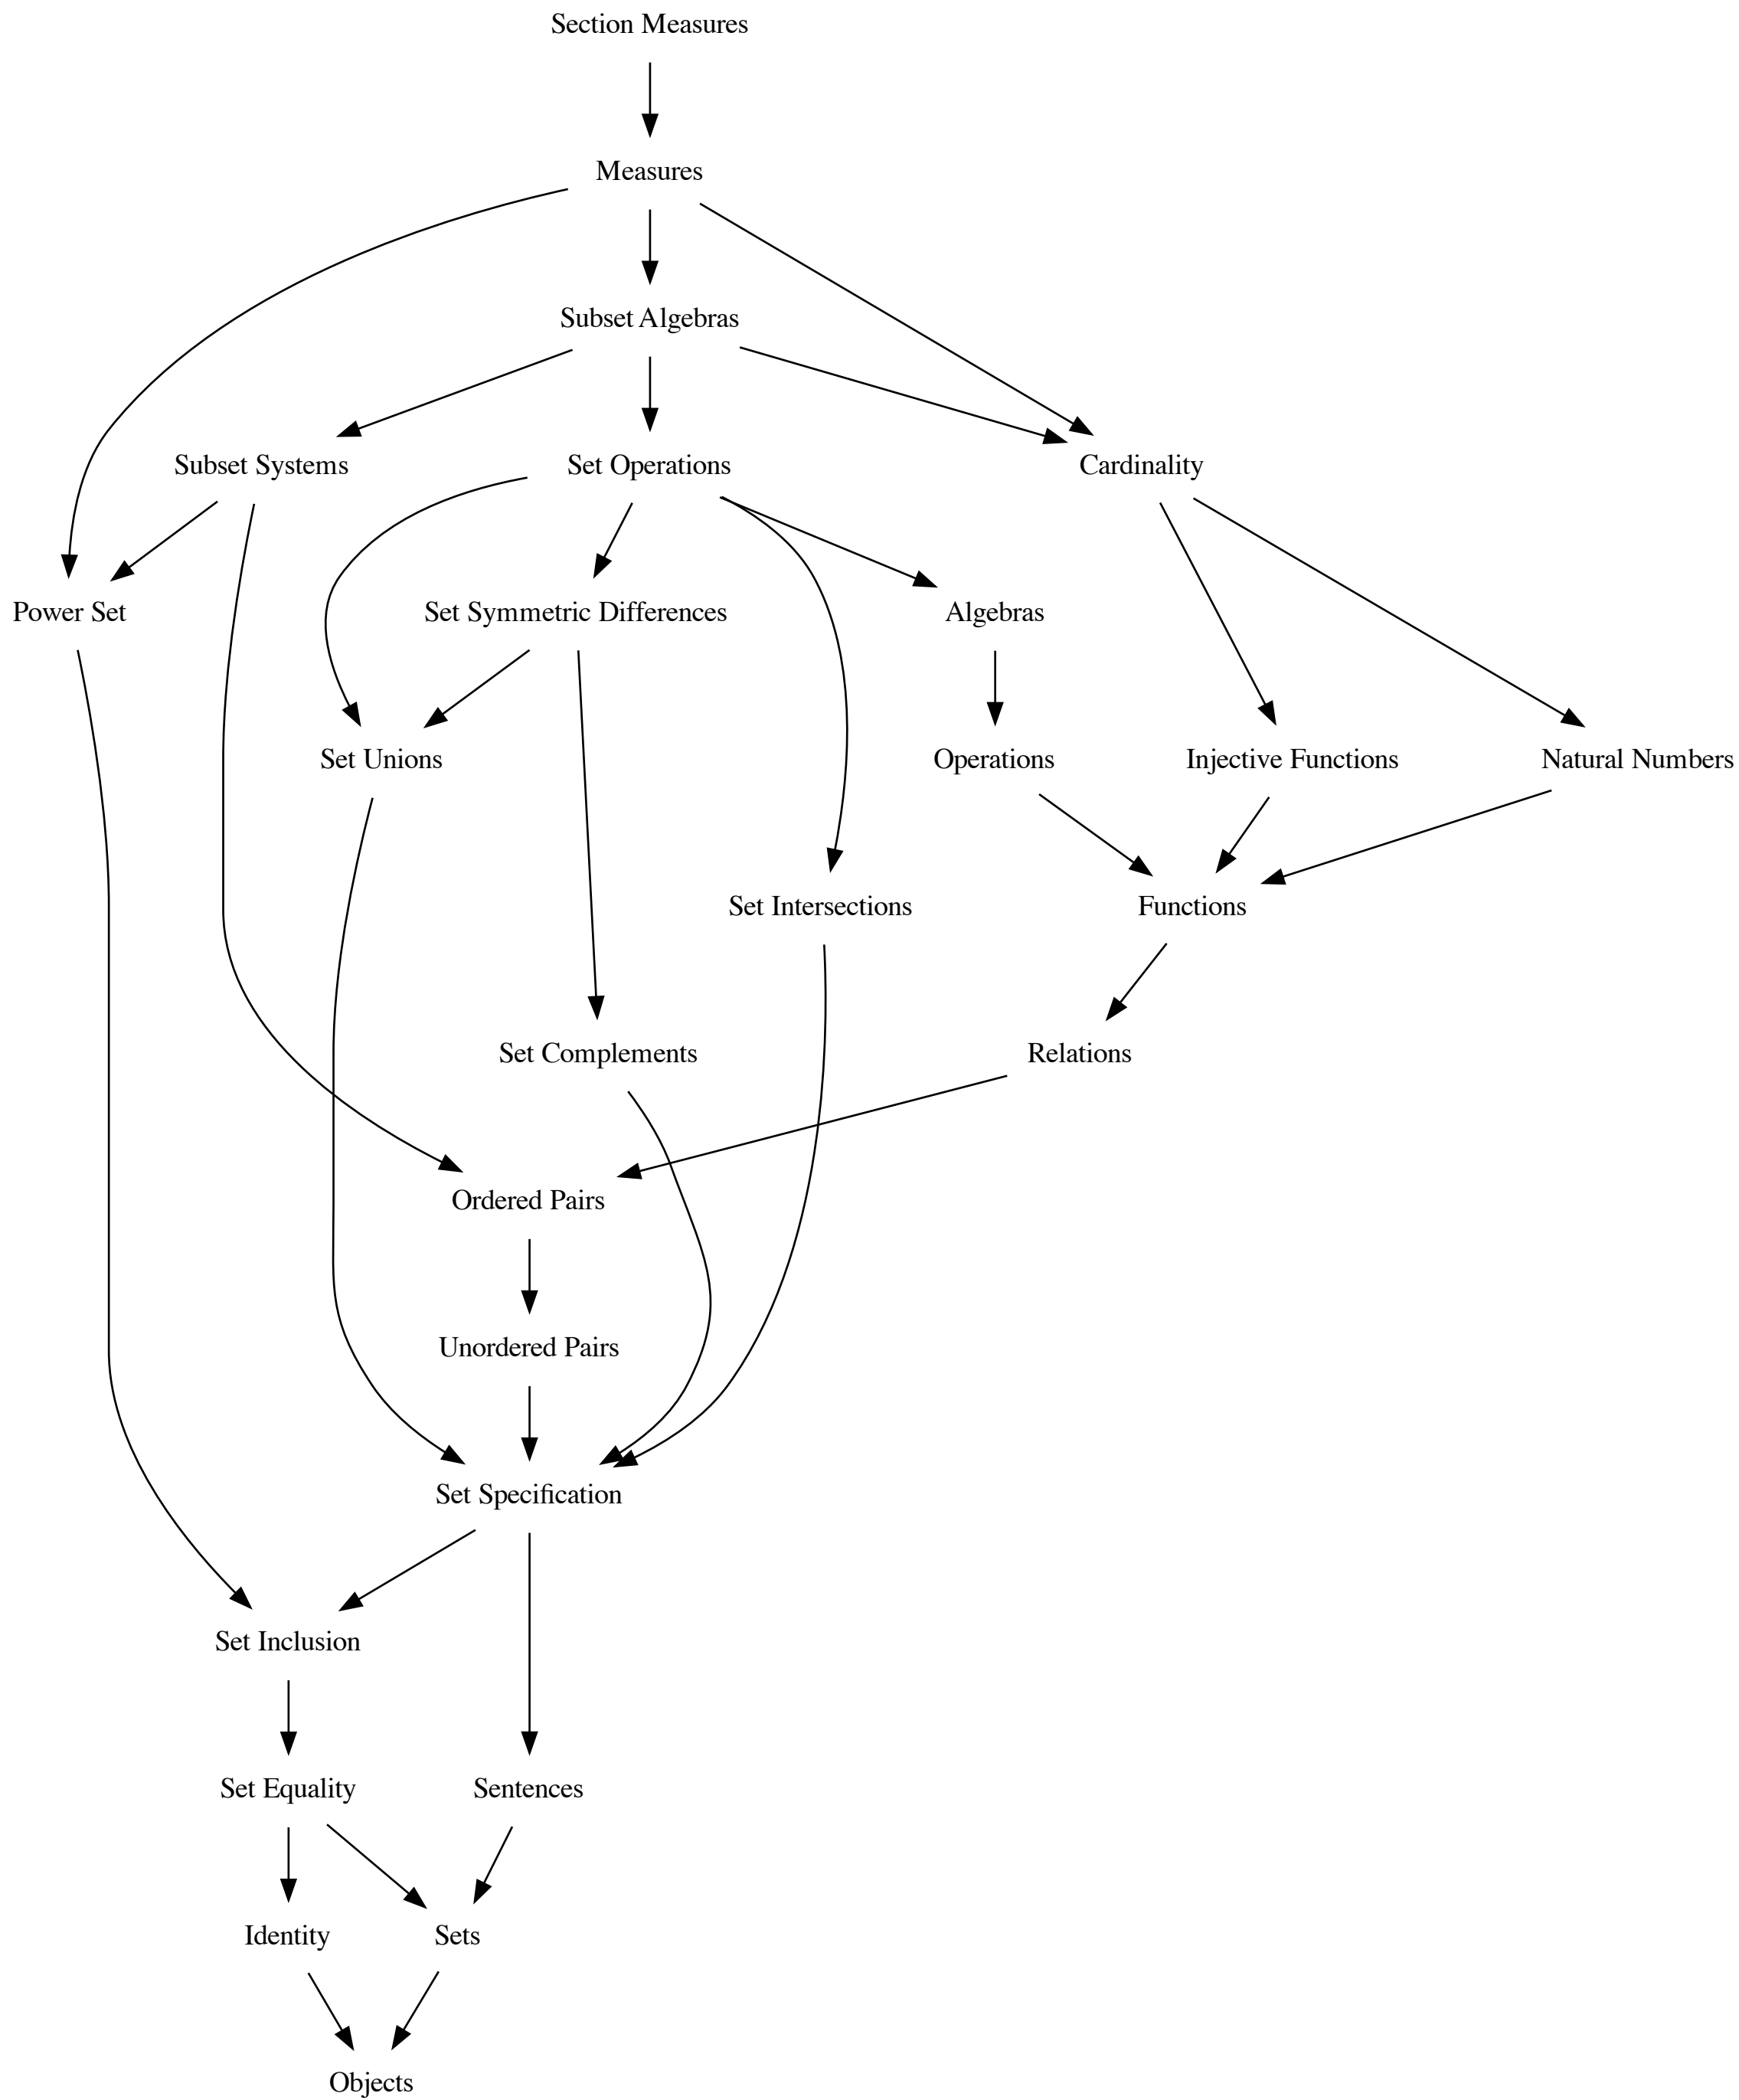 Section Measures
Measures
Subset Algebras
Subset Systems
Set Operations
Cardinality
Power Set
Set Symmetric Differences
Algebras
Set Unions
Operations
Injective Functions
Natural Numbers
Set Intersections
Functions
Set Complements
Relations
Ordered Pairs
Unordered Pairs
Set Specification
Set Inclusion
Set Equality
Sentences
Identity
Sets
Objects